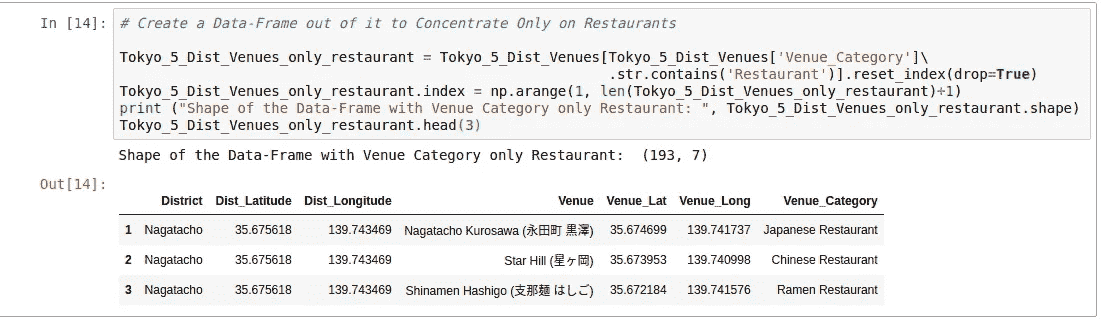 In [14]: # Create a Data-Frame out of it to Concentrate Only on Restaurants
Tokyo_5_Dist_Venues_only_restaurant = Tokyo_5_Dist_Venues[Tokyo_5_Dist_Venues['Venue_Category']\
.str.contains('Restaurant')].reset_index(drop=True)
Tokyo_5_Dist_Venues_only_restaurant.index = np.arange(1, len(Tokyo_5_Dist_Venues_only_restaurant)+1)
print ("Shape of the Data-Frame with Venue Category only Restaurant: ", Tokyo_5_Dist_Venues_only_restaurant.shape)
Tokyo_5_Dist_Venues_only_restaurant.head(3)
Shape of the Data-Frame with Venue Category only Restaurant:  (193, 7)
Out[14]:
District Dist_Latitude Dist_Longitude Venue Venue_Lat Venue_Long Venue_Category
1 Nagatacho 35.675618 139.743469 Nagatacho Kurosawa (永田町 黒澤) 35.674699 139.741737 Japanese Restaurant
2 Nagatacho 35.675618 139.743469 Star Hill (星ヶ岡) 35.673953 139.740998 Chinese Restaurant
3 Nagatacho 35.675618 139.743469 Shinamen Hashigo (支那麺 はしご) 35.672184 139.741576 Ramen Restaurant